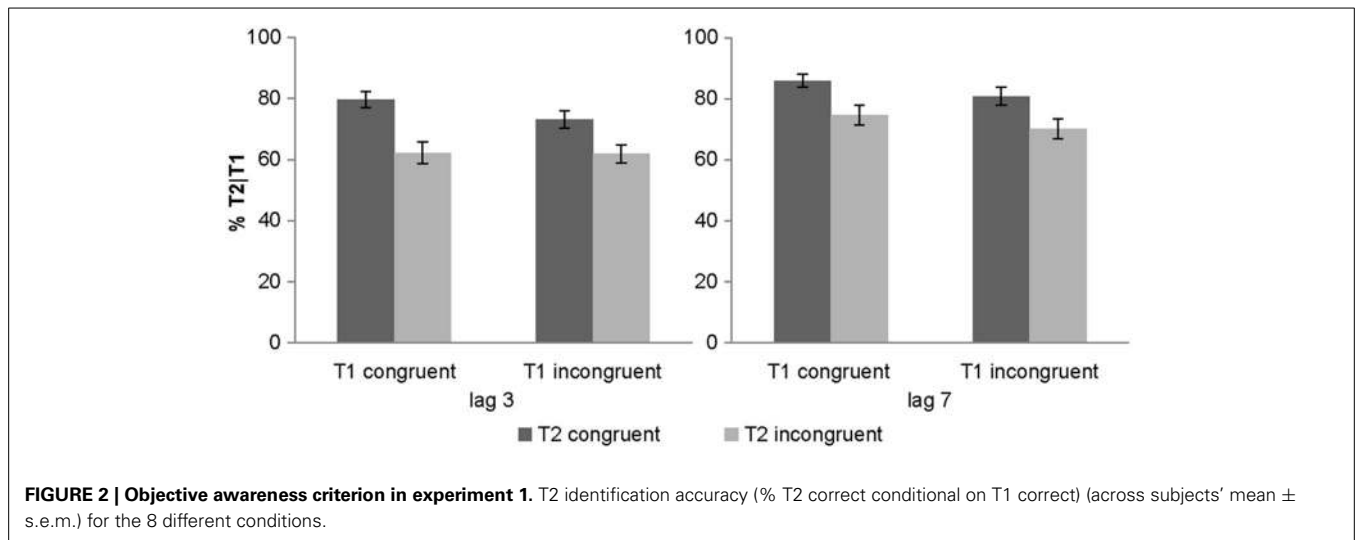 100
80
60
40
20
0
% T2|T1
T1 congruent
T1 incongruent
lag 3
100
80
60
40
20
0
T1 congruent
T1 incongruent
lag 7
T2 congruent
T2 incongruent
FIGURE 2 | Objective awareness criterion in experiment 1. T2 identification accuracy (% T2 correct conditional on T1 correct) (across subjects' mean ±
s.e.m.) for the 8 different conditions.